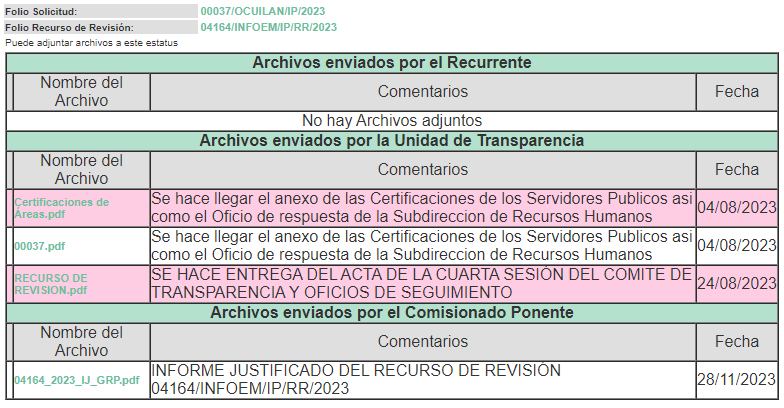 Folio Solicitud: 00037/OCUILAN/IP/2023
Folio Recurso de Revisión: 04164/INFOEM/IP/RR/2023
Puede adjuntar archivos a este estatus
Archivos enviados por el Recurrente
Nombre del Archivo Comentarios Fecha
No hay Archivos adjuntos
Archivos enviados por la Unidad de Transparencia
Nombre del Archivo Comentarios Fecha
Certificaciones de Áreas.pdf Se hace llegar el anexo de las Certificaciones de los Servidores Publicos asi como el Oficio de respuesta de la Subdireccion de Recursos Humanos 04/08/2023
00037.pdf Se hace llegar el anexo de las Certificaciones de los Servidores Publicos asi como el Oficio de respuesta de la Subdireccion de Recursos Humanos 04/08/2023
RECURSO DE REVISION.pdf SE HACE ENTREGA DEL ACTA DE LA CUARTA SESIÓN DEL COMITE DE TRANSPARENCIA Y OFICIOS DE SEGUIMIENTO 24/08/2023
Archivos enviados por el Comisionado Ponente
Nombre del Archivo Comentarios Fecha
04164_2023_IJ_GRP.pdf INFORME JUSTIFICADO DEL RECURSO DE REVISIÓN 04164/INFOEM/IP/RR/2023 28/11/2023